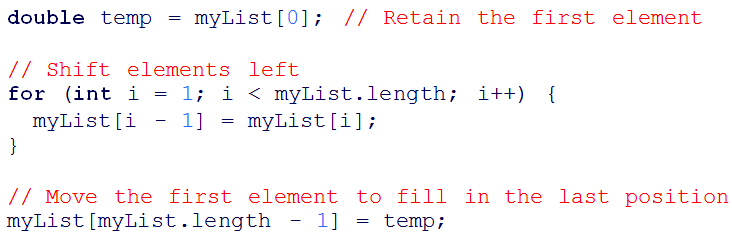 double temp = myList[0]; // Retain the first element
// Shift elements left
for (int i = 1; i < myList.length; i++) {
myList[i - 1] = myList[i];
}
// Move the first element to fill in the last position
myList[myList.length - 1] = temp;